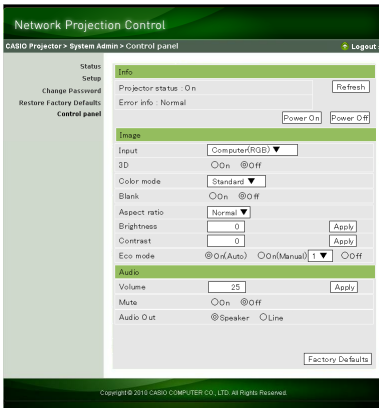 Network Projection Control
CASIO Projector > System Admin > Control panel
Logout
Status
Setup
Change Password
Restore Factory Defaults
Control panel
Info
Projector status : On
Refresh
Error info : Normal
Power On
Power Off
Image
Input
Computer(RGB)
3D
On
Off
Color mode
Standard
Blank
On
Off
Aspect ratio
Normal
Brightness
0
Apply
Contrast
0
Apply
Eco mode
On(Auto)
On(Manual)
1
Off
Audio
Volume
25
Apply
Mute
On
Off
Audio Out
Speaker
Line
Factory Defaults
Copyright © 2010 CASIO COMPUTER CO., LTD. All Rights Reserved.